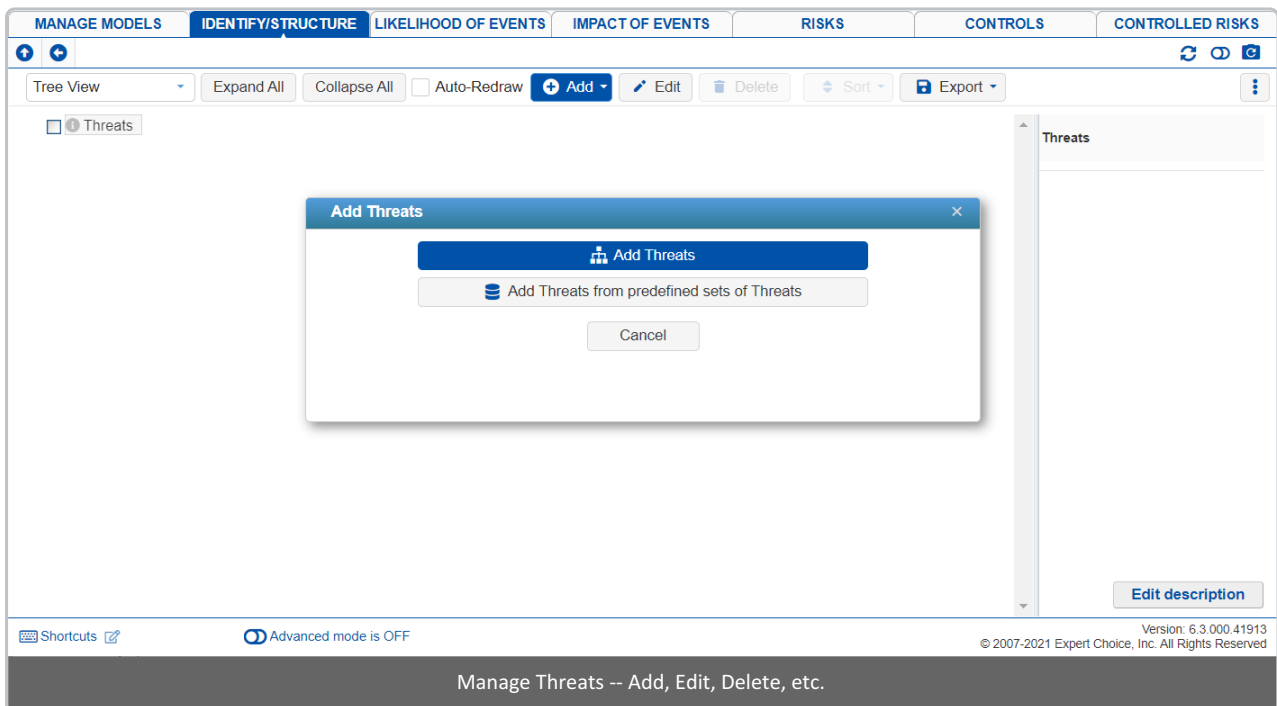 MANAGE MODELS IDENTIFY/STRUCTURE LIKELIHOOD OF EVENTS IMPACT OF EVENTS RISKS CONTROLS CONTROLLED RISKS
Tree View Expand All Collapse All Auto-Redraw Add Edit Delete Sort Export
Threats
Threats
Add Threats
Add Threats
Add Threats from predefined sets of Threats
Cancel
Edit description
Shortcuts Advanced mode is OFF
Version: 6.3.000.41913
© 2007-2021 Expert Choice, Inc. All Rights Reserved
Manage Threats -- Add, Edit, Delete, etc.